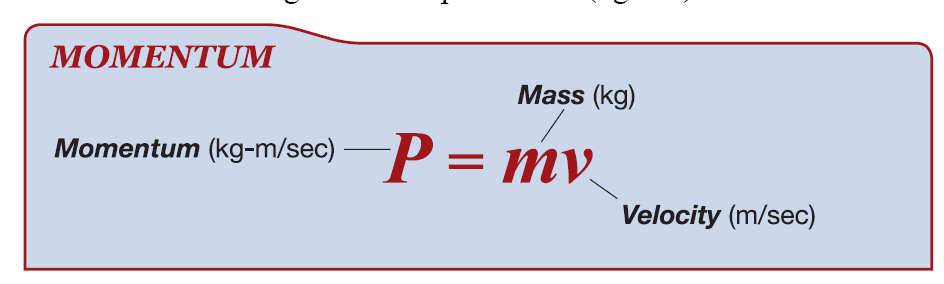 MOMENTUM
Mass (kg)
Momentum (kg-m/sec)
P = mv
Velocity (m/sec)